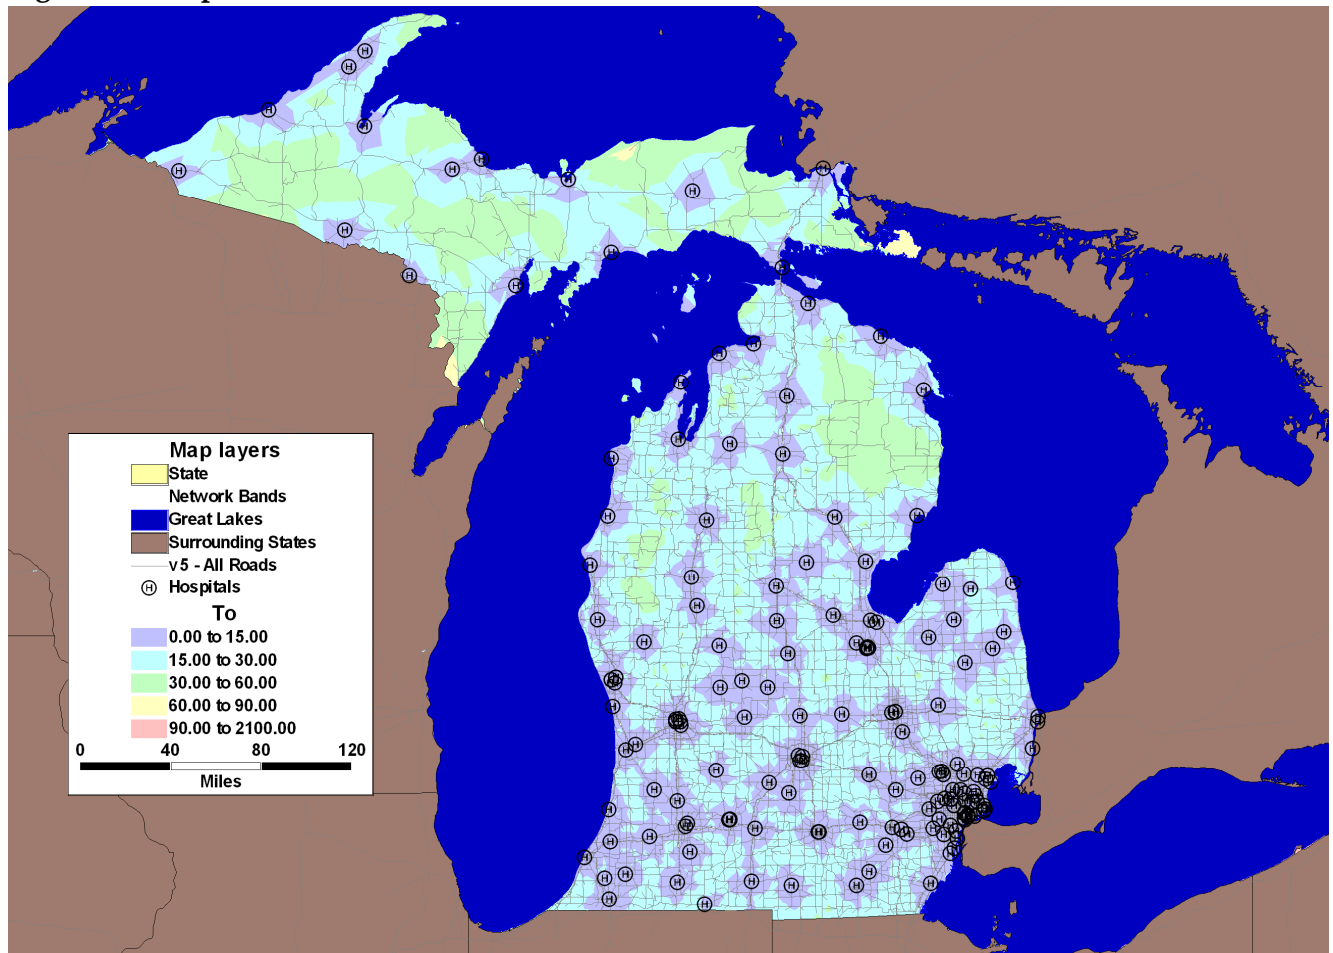 Map layers
State
Network Bands
Great Lakes
Surrounding States
v5 - All Roads
H Hospitals
To
0.00 to 15.00
15.00 to 30.00
30.00 to 60.00
60.00 to 90.00
90.00 to 2100.00
0 40 80 120
Miles